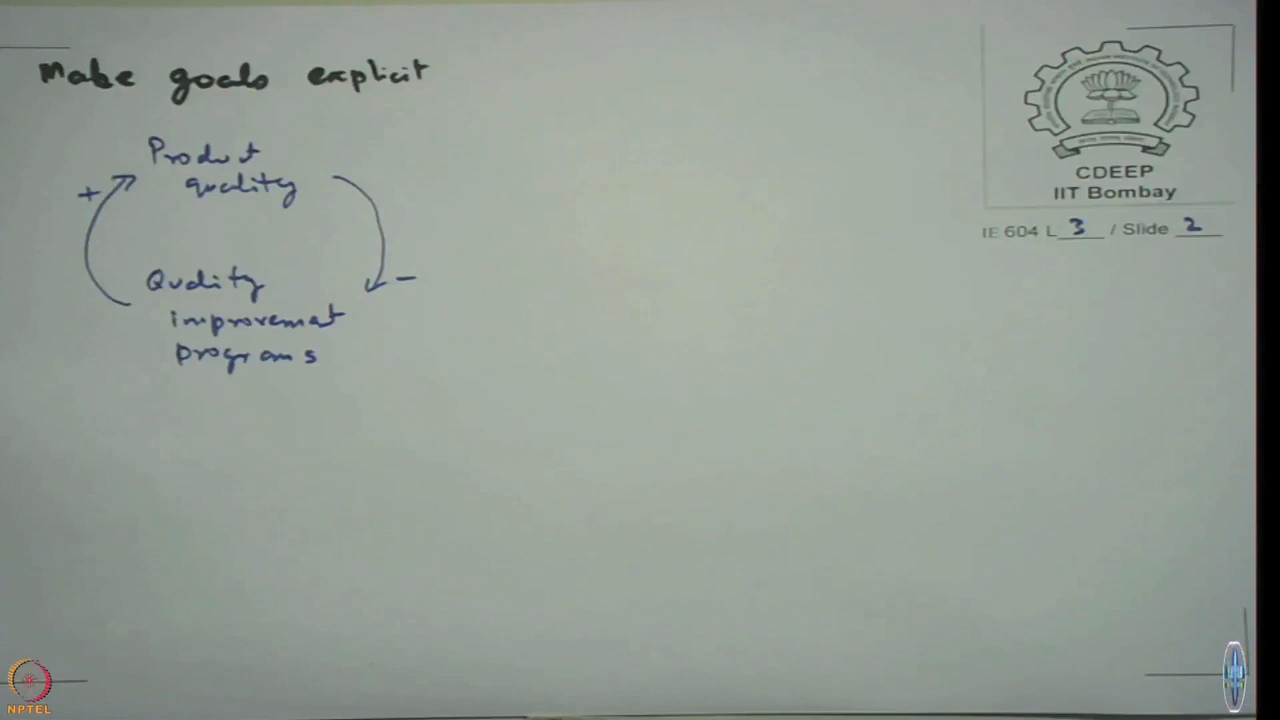 Make goals explicit
Product
quality
+
-
Quality
improvement
programs
CDEEP
IIT Bombay
IE 604 L 3 / Slide 2
NPTEL